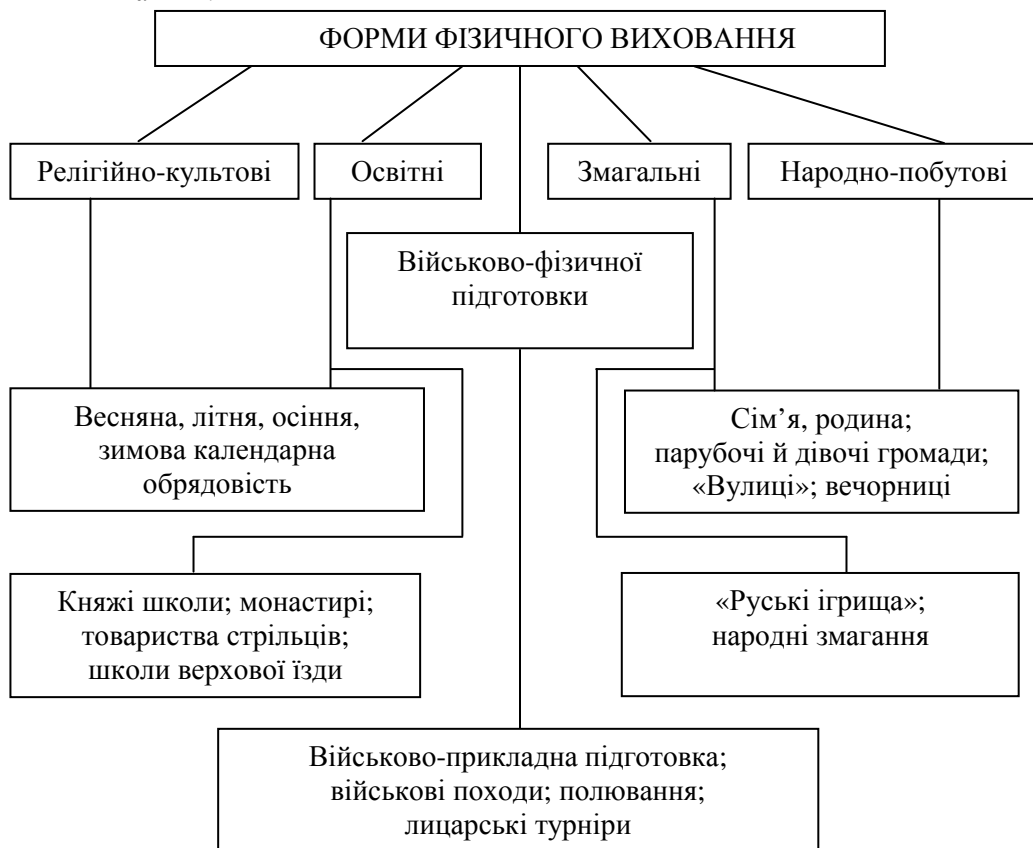 ФОРМИ ФІЗИЧНОГО ВИХОВАННЯ
Релігійно-культові
Освітні
Змагальні
Народно-побутові
Військово-фізичної
підготовки
Весняна, літня, осіння,
зимова календарна
обрядовість
Сім’я, родина;
парубочі й дівочі громади;
«Вулиці»; вечорниці
Княжі школи; монастирі;
товариства стрільців;
школи верхової їзди
«Руські ігрища»;
народні змагання
Військово-прикладна підготовка;
військові походи; полювання;
лицарські турніри